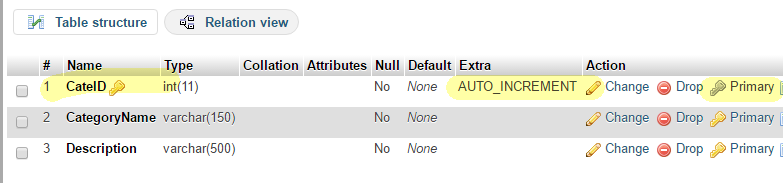 Table structure Relation view
# Name Type Collation Attributes Null Default Extra Action
1 CateID int(11) No None AUTO_INCREMENT Change Drop Primary
2 CategoryName varchar(150) No None Change Drop Primary
3 Description varchar(500) No None Change Drop Primary